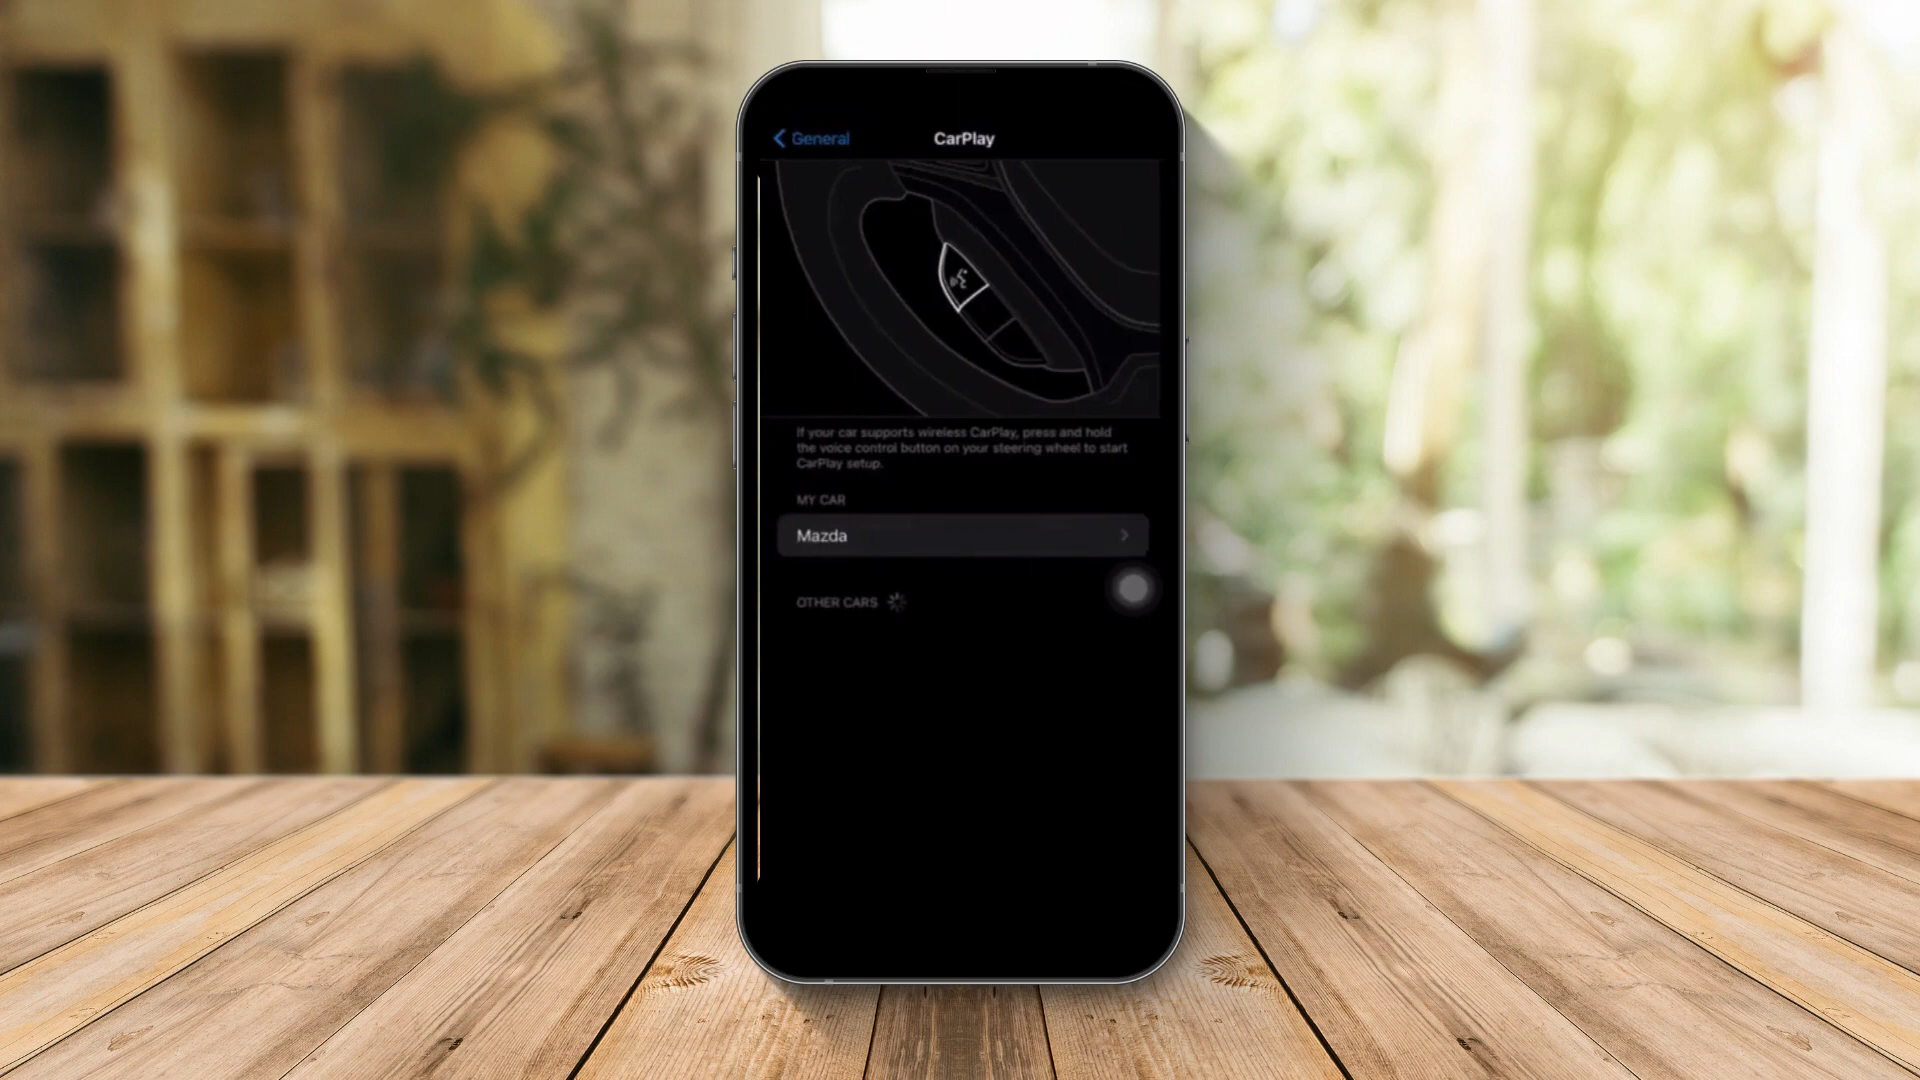 General
CarPlay
If your car supports wireless CarPlay, press and hold
the voice control button on your steering wheel to start
CarPlay setup.
MY CAR
Mazda
OTHER CARS